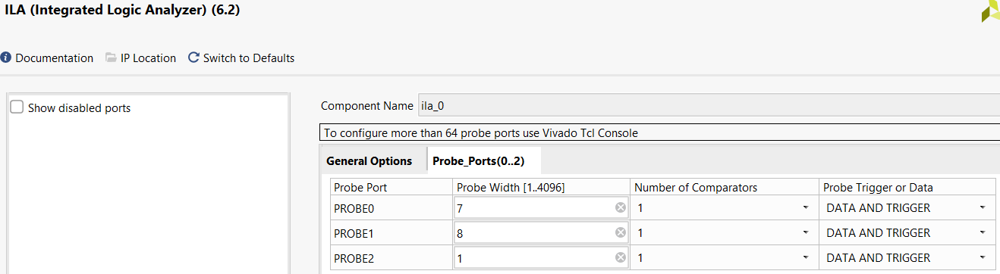 ILA (Integrated Logic Analyzer) (6.2)
Documentation IP Location Switch to Defaults
Show disabled ports
Component Name ila_0
To configure more than 64 probe ports use Vivado Tcl Console
General Options Probe_Ports(0..2)
Probe Port Probe Width [1..4096] Number of Comparators Probe Trigger or Data
PROBE0 7 1 DATA AND TRIGGER
PROBE1 8 1 DATA AND TRIGGER
PROBE2 1 1 DATA AND TRIGGER